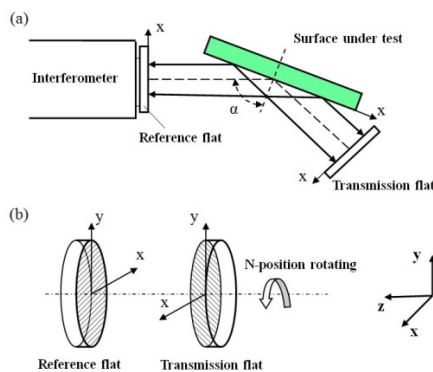 (a)
x
Surface under test
Interferometer
α
x
Reference flat
x
Transmission flat
(b)
y
y
x
N-position rotating
y
x
z
x
Reference flat
Transmission flat